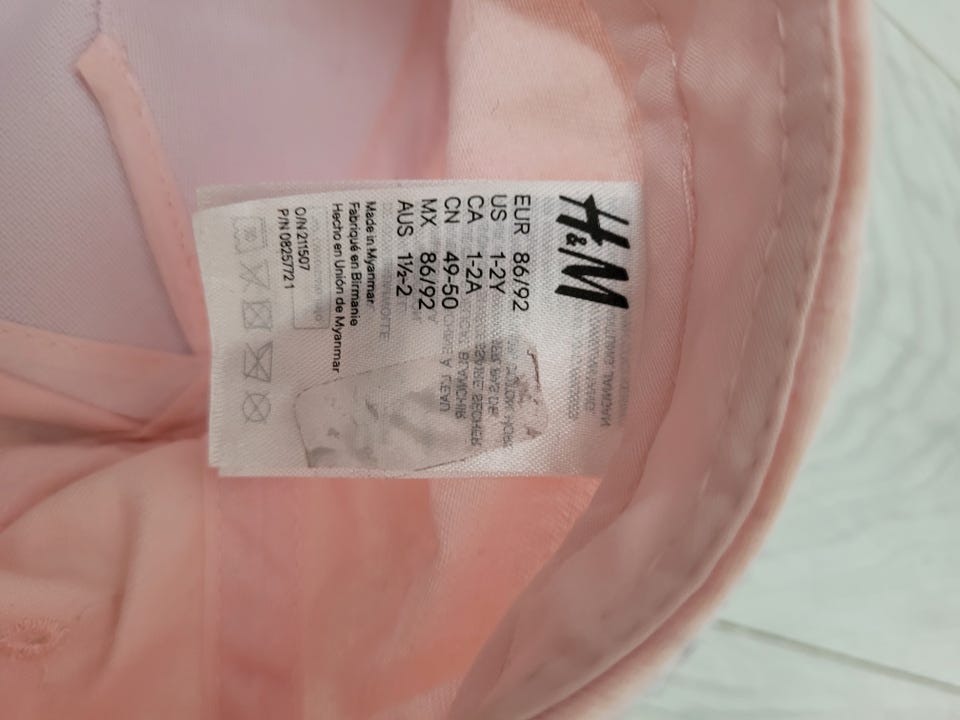 H&M
EUR 86/92
US 1-2Y
CA 1-2A
CN 49-50
MX 86/92
AUS 1½-2
Made in Myanmar
Fabriqué en Birmanie
Hecho en Unión de Myanmar
O/N 211507
P/N 08257721